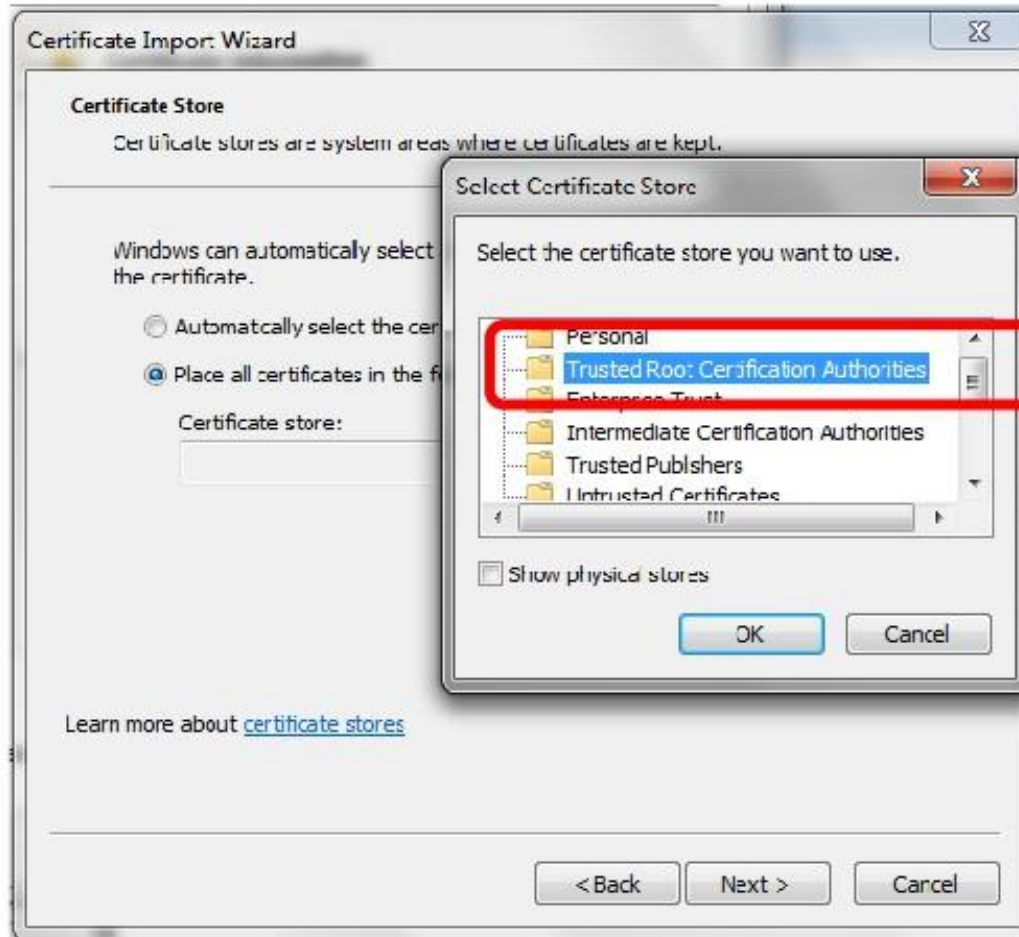 Certificate Import Wizard
Certificate Store
Certificate stores are system areas where certificates are kept.
Windows can automatically select
the certificate.
Automatically select the cer
Place all certificates in the f
Certificate store:
Learn more about certificate stores
< Back
Next >
Cancel
Select Certificate Store
Select the certificate store you want to use.
Personal
Trusted Root Certification Authorities
Enterprise Trust
Intermediate Certification Authorities
Trusted Publishers
Untrusted Certificates
Show physical stores
OK
Cancel